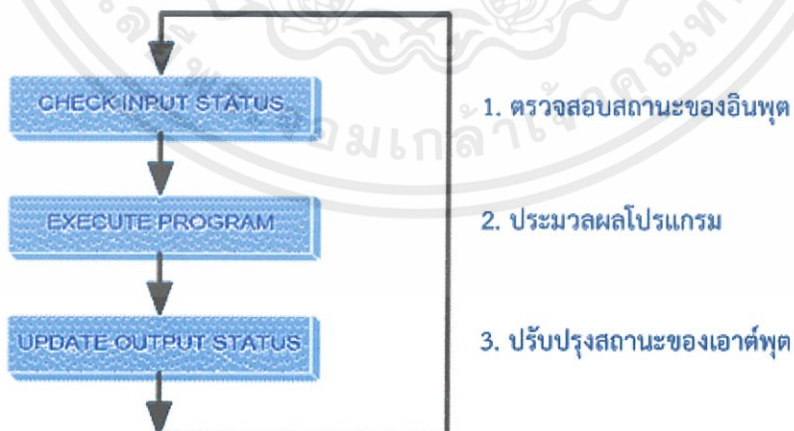 CHECK INPUT STATUS
1. ตรวจสอบสถานะของอินพุต
EXECUTE PROGRAM
2. ประมวลผลโปรแกรม
UPDATE OUTPUT STATUS
3. ปรับปรุงสถานะของเอาต์พุต